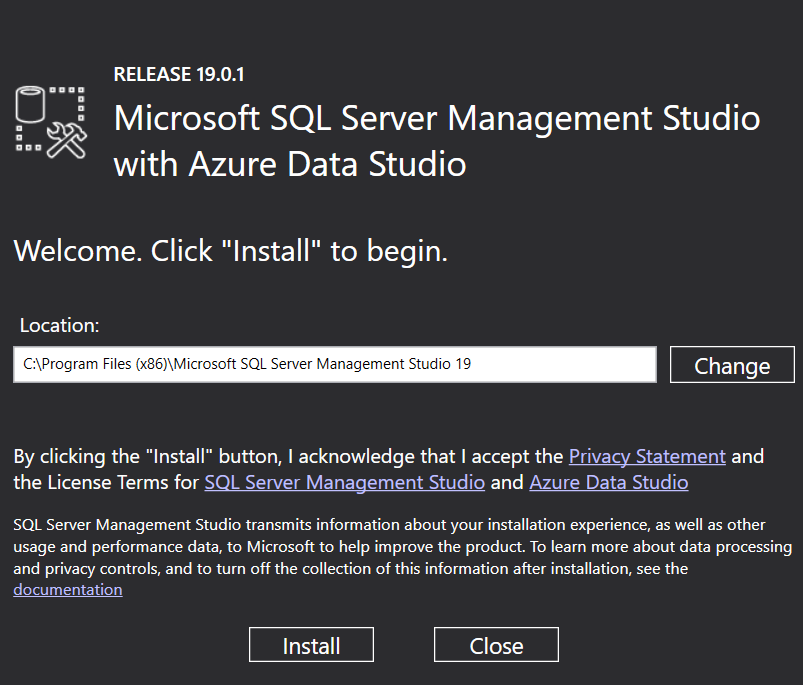 RELEASE 19.0.1
Microsoft SQL Server Management Studio
with Azure Data Studio
Welcome. Click "Install" to begin.
Location:
C:\Program Files (x86)\Microsoft SQL Server Management Studio 19
Change
By clicking the "Install" button, I acknowledge that I accept the Privacy Statement and
the License Terms for SQL Server Management Studio and Azure Data Studio
SQL Server Management Studio transmits information about your installation experience, as well as other
usage and performance data, to Microsoft to help improve the product. To learn more about data processing
and privacy controls, and to turn off the collection of this information after installation, see the
documentation
Install
Close